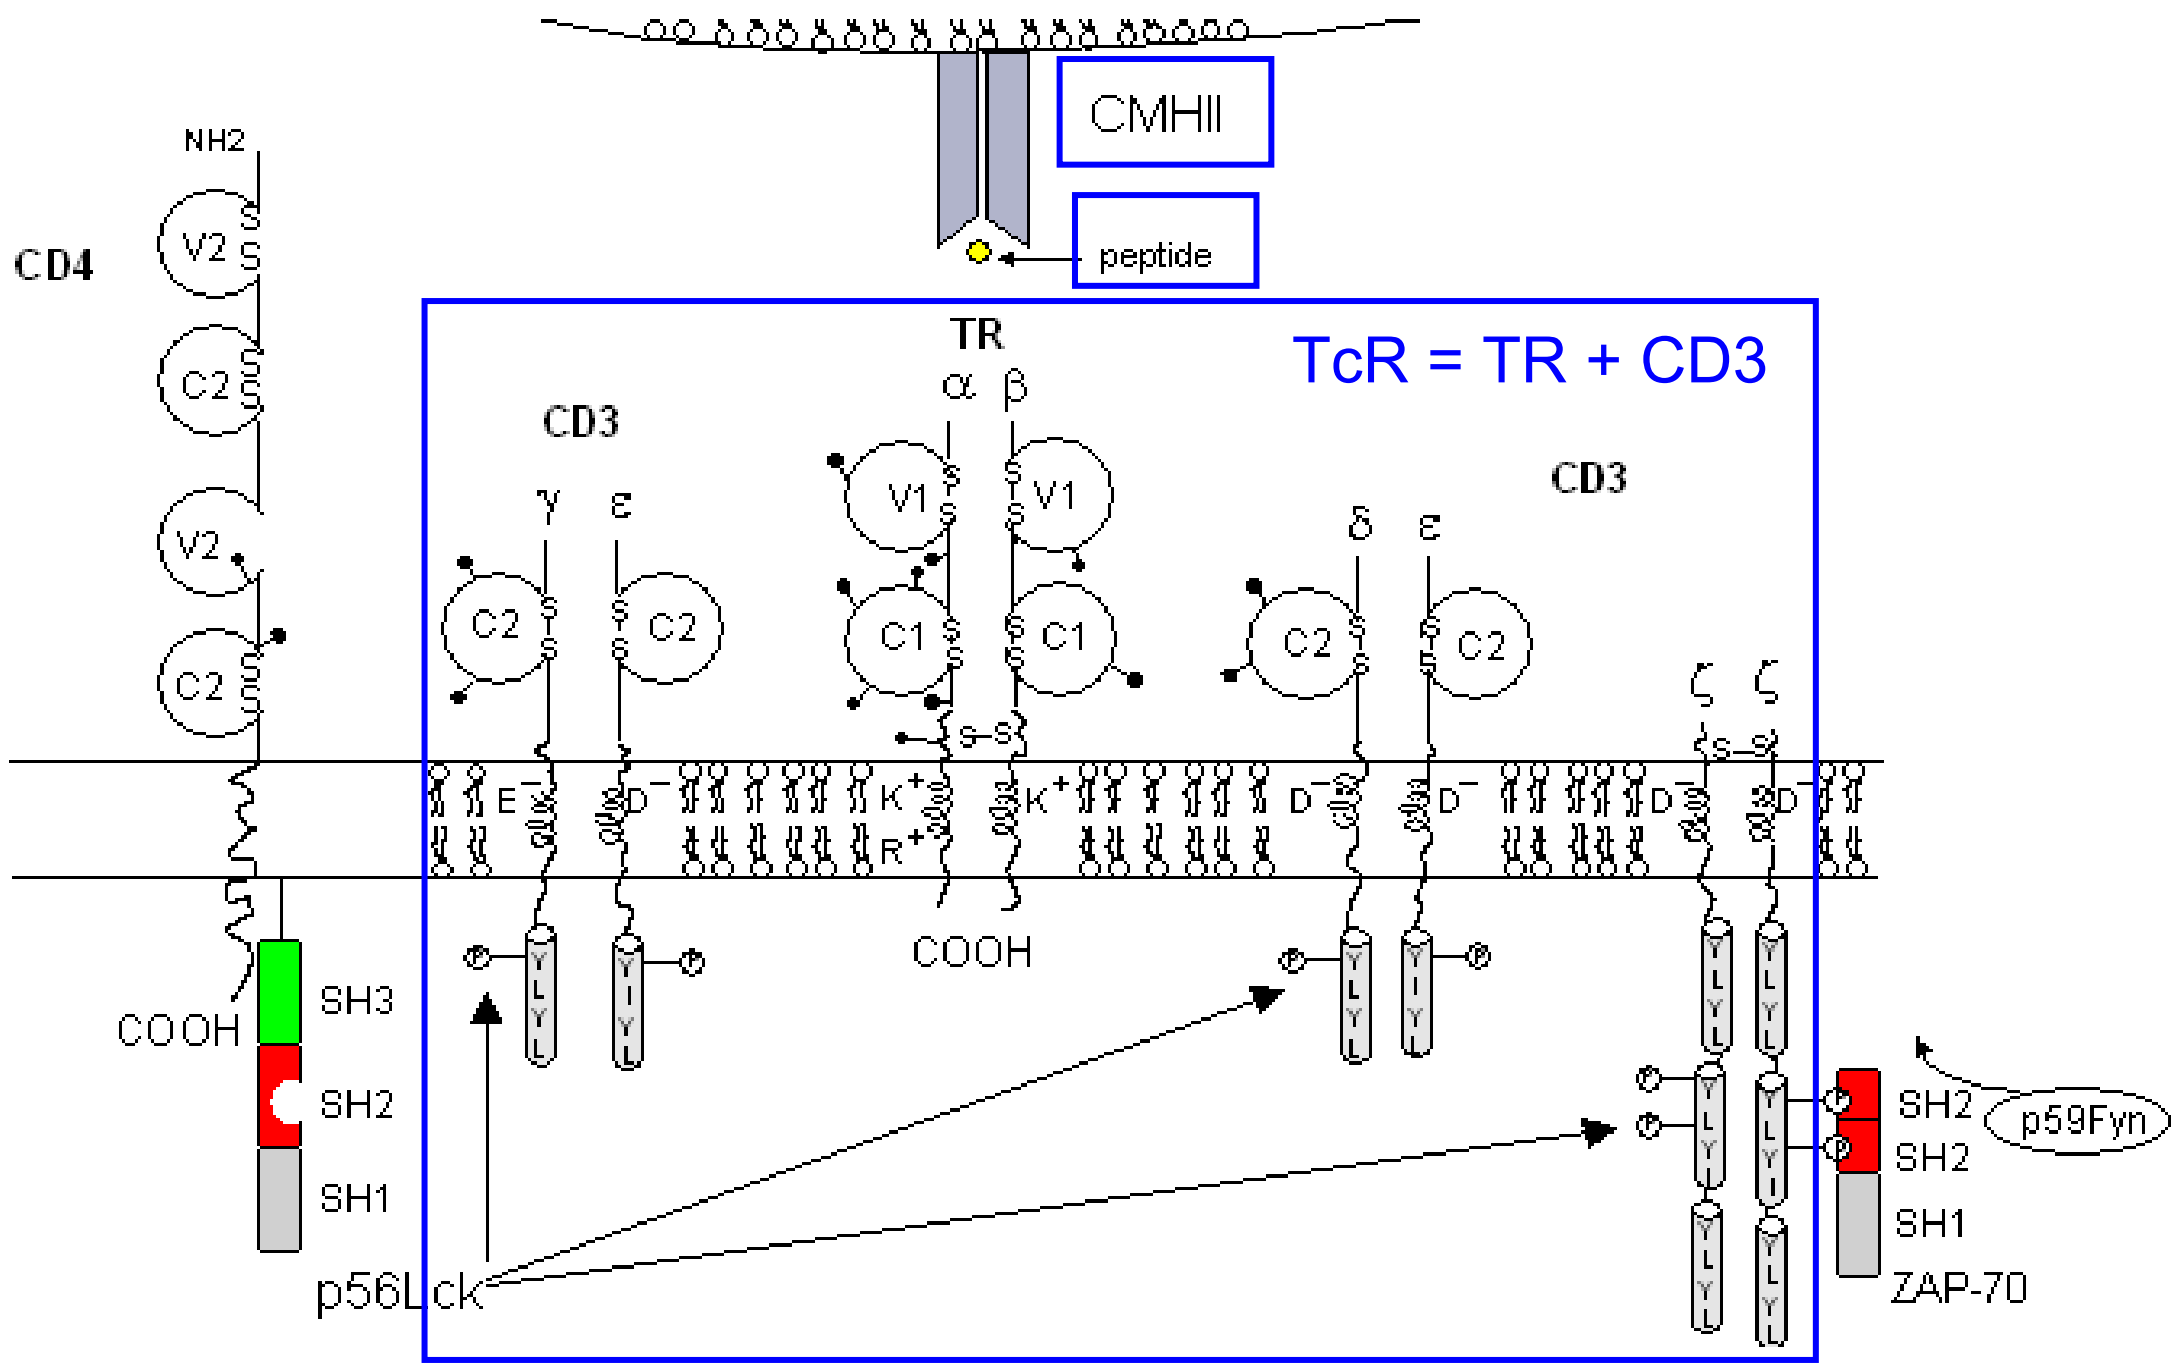 CMHII
NH2
peptide
CD4
V2
S
S
C2
S
S
S
V2
C2
S
S
S
TR
TcR = TR + CD3
α β
CD3
CD3
γ ε
V1 S S V1
S S
δ ε
C2 S S C2
S S
C1 S S C1
S S
C2 S S C2
S S
ζ ζ
S S
S S
E⁻ D⁻ K⁺ K⁺ D⁻ D⁻ D⁻ D⁻
R⁺
COOH
COOH
P Y L Y L
Y I Y L P
P Y L Y L
Y I Y L P
Y L Y L
Y L Y L
P
P
Y L Y I
Y L Y I
P
P
Y L Y L
Y L Y L
SH3
SH2
SH1
p56Lck
SH2
SH2
SH1
ZAP-70
p59Fyn